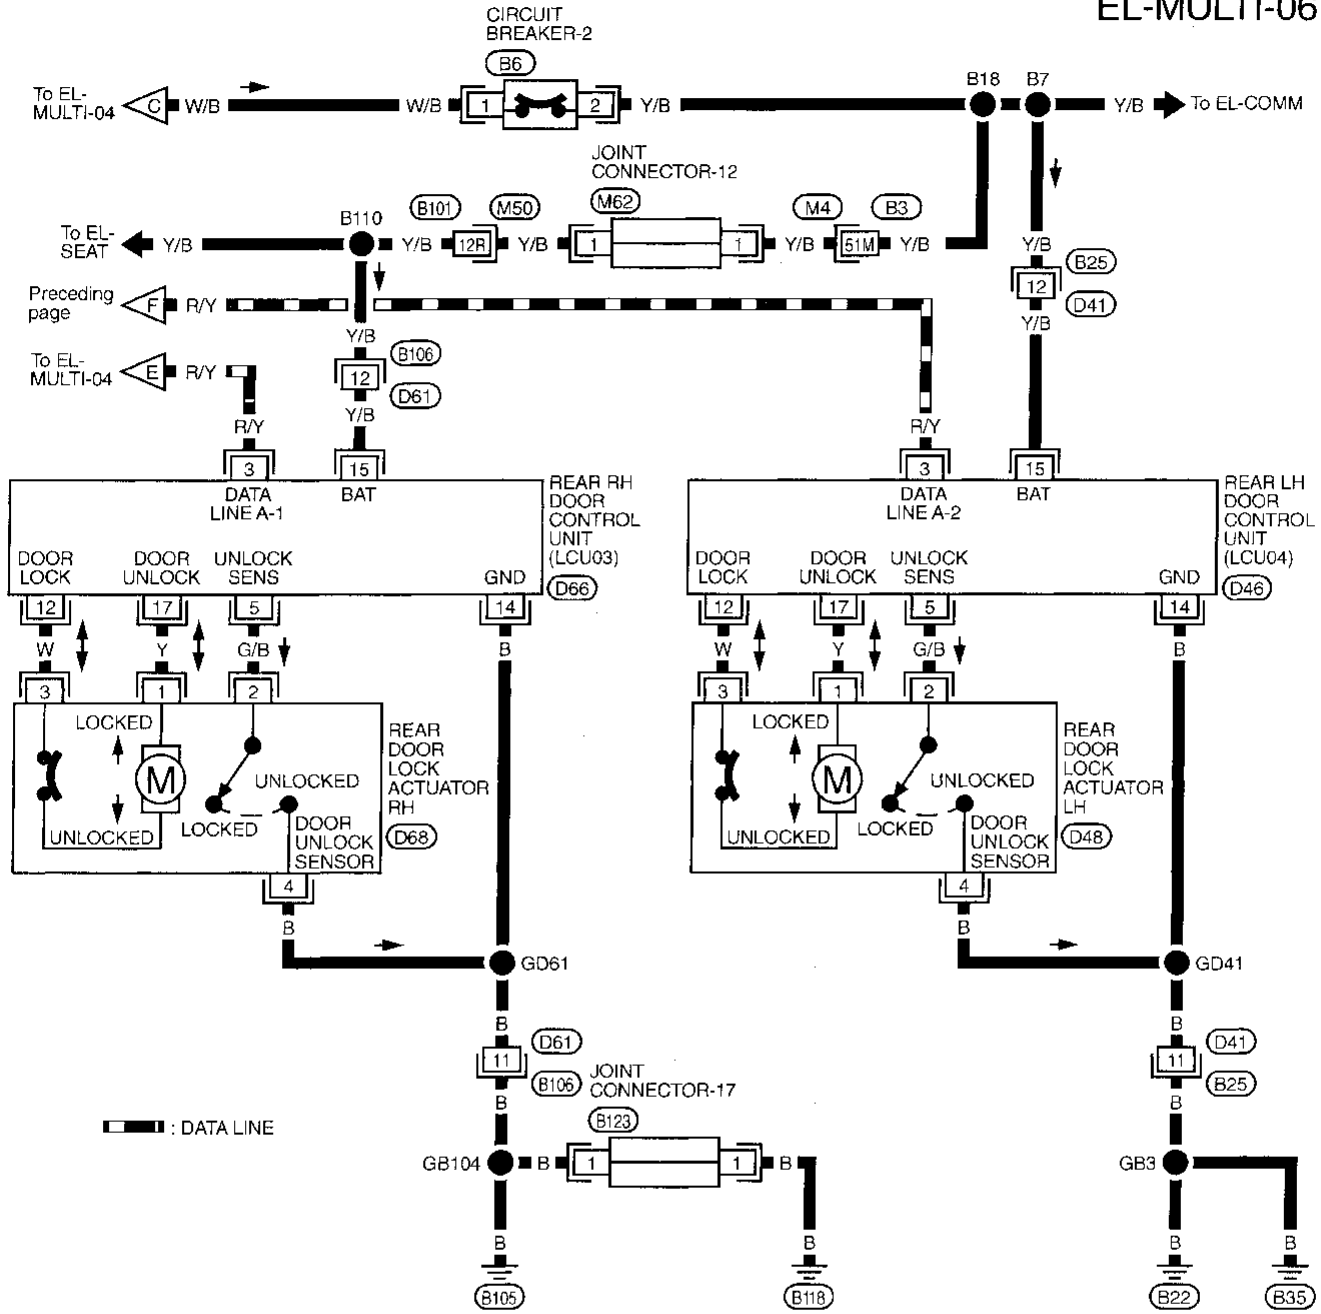 EL-MULTI-06
CIRCUIT
BREAKER-2
B6
To EL-
MULTI-04
C W/B W/B 1 2 Y/B B18 B7 Y/B To EL-COMM
JOINT
CONNECTOR-12
B110 B101 M50 M62 M4 B3
To EL-
SEAT
Y/B Y/B 12R Y/B 1 1 Y/B 51M Y/B
Y/B B25
12
D41
Y/B
Preceding
page
F R/Y
Y/B
B106
12
D61
Y/B
To EL-
MULTI-04
E R/Y
R/Y R/Y
3 15 3 15
DATA
LINE A-1
BAT
REAR RH
DOOR
CONTROL
UNIT
(LCU03)
D66
DOOR
LOCK
DOOR
UNLOCK
UNLOCK
SENS
GND
12 17 5 14
W Y G/B B
3 1 2
LOCKED
M
UNLOCKED
UNLOCKED
LOCKED
DOOR
UNLOCK
SENSOR
REAR
DOOR
LOCK
ACTUATOR
RH
D68
4
B
GD61
B
D61
11
B106
B
DATA
LINE A-2
BAT
REAR LH
DOOR
CONTROL
UNIT
(LCU04)
D46
DOOR
LOCK
DOOR
UNLOCK
UNLOCK
SENS
GND
12 17 5 14
W Y G/B B
3 1 2
LOCKED
M
UNLOCKED
UNLOCKED
LOCKED
DOOR
UNLOCK
SENSOR
REAR
DOOR
LOCK
ACTUATOR
LH
D48
4
B
GD41
B
D41
11
B25
B
JOINT
CONNECTOR-17
B123
: DATA LINE
GB104 B 1 1 B
GB3
B B B B
B105 B118 B22 B35